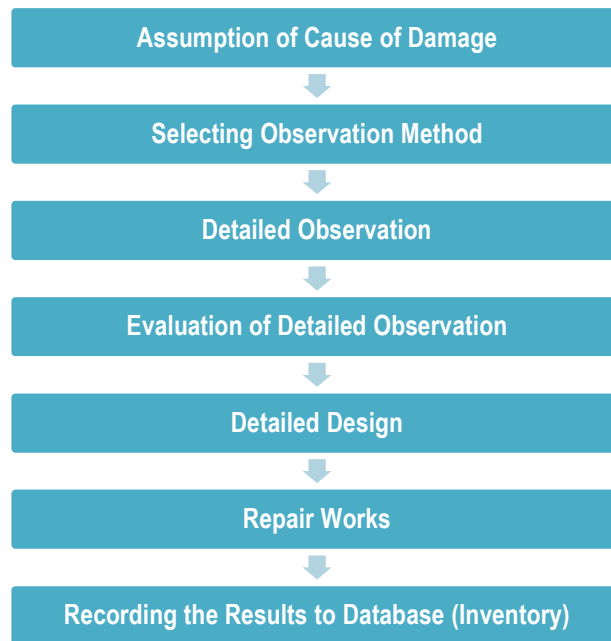 Assumption of Cause of Damage
Selecting Observation Method
Detailed Observation
Evaluation of Detailed Observation
Detailed Design
Repair Works
Recording the Results to Database (Inventory)